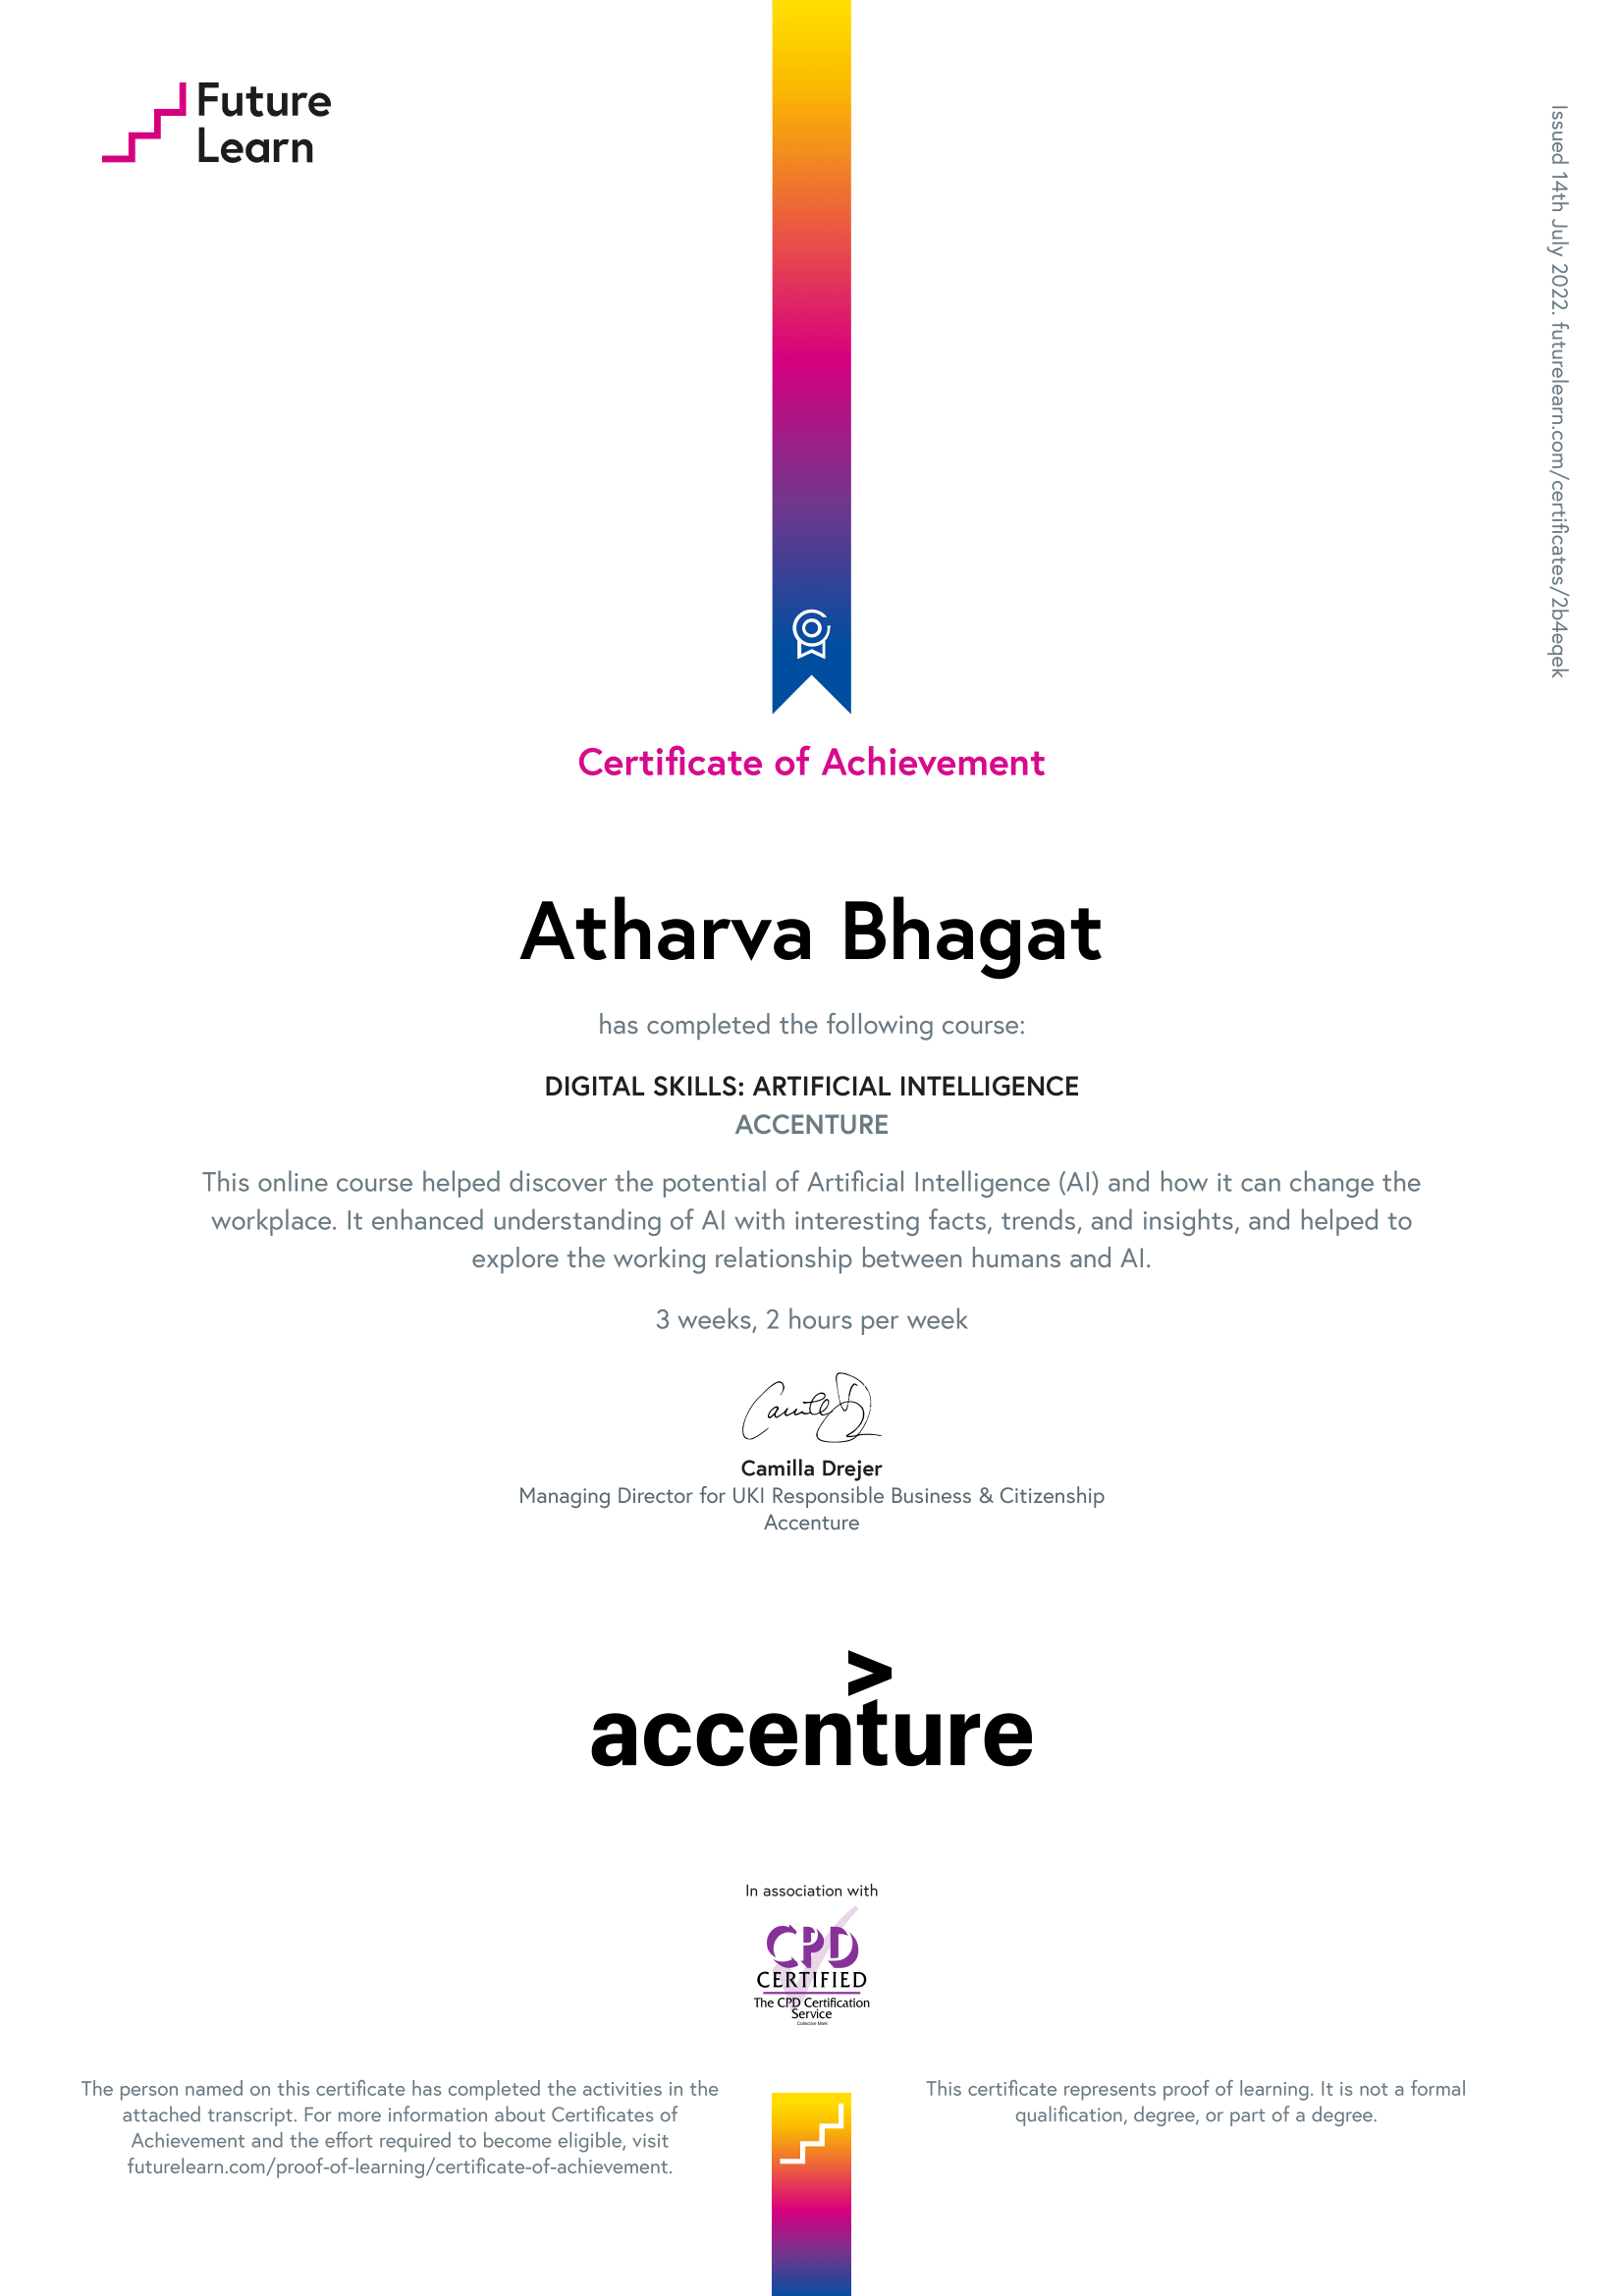 Future
Learn
Issued 14th July 2022. futurelearn.com/certificates/2b4eqek
Certificate of Achievement
Atharva Bhagat
has completed the following course:
DIGITAL SKILLS: ARTIFICIAL INTELLIGENCE
ACCENTURE
This online course helped discover the potential of Artificial Intelligence (AI) and how it can change the
workplace. It enhanced understanding of AI with interesting facts, trends, and insights, and helped to
explore the working relationship between humans and AI.
3 weeks, 2 hours per week
Camilla Drejer
Managing Director for UKI Responsible Business & Citizenship
Accenture
accenture
In association with
CPD
CERTIFIED
The CPD Certification
Service
Collective Mark
The person named on this certificate has completed the activities in the
attached transcript. For more information about Certificates of
Achievement and the effort required to become eligible, visit
futurelearn.com/proof-of-learning/certificate-of-achievement.
This certificate represents proof of learning. It is not a formal
qualification, degree, or part of a degree.